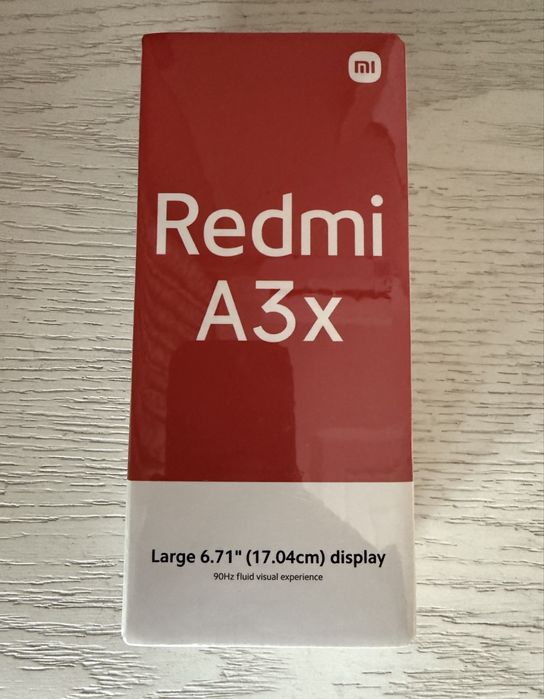 mi
Redmi
A3x
Large 6.71" (17.04cm) display
90Hz fluid visual experience